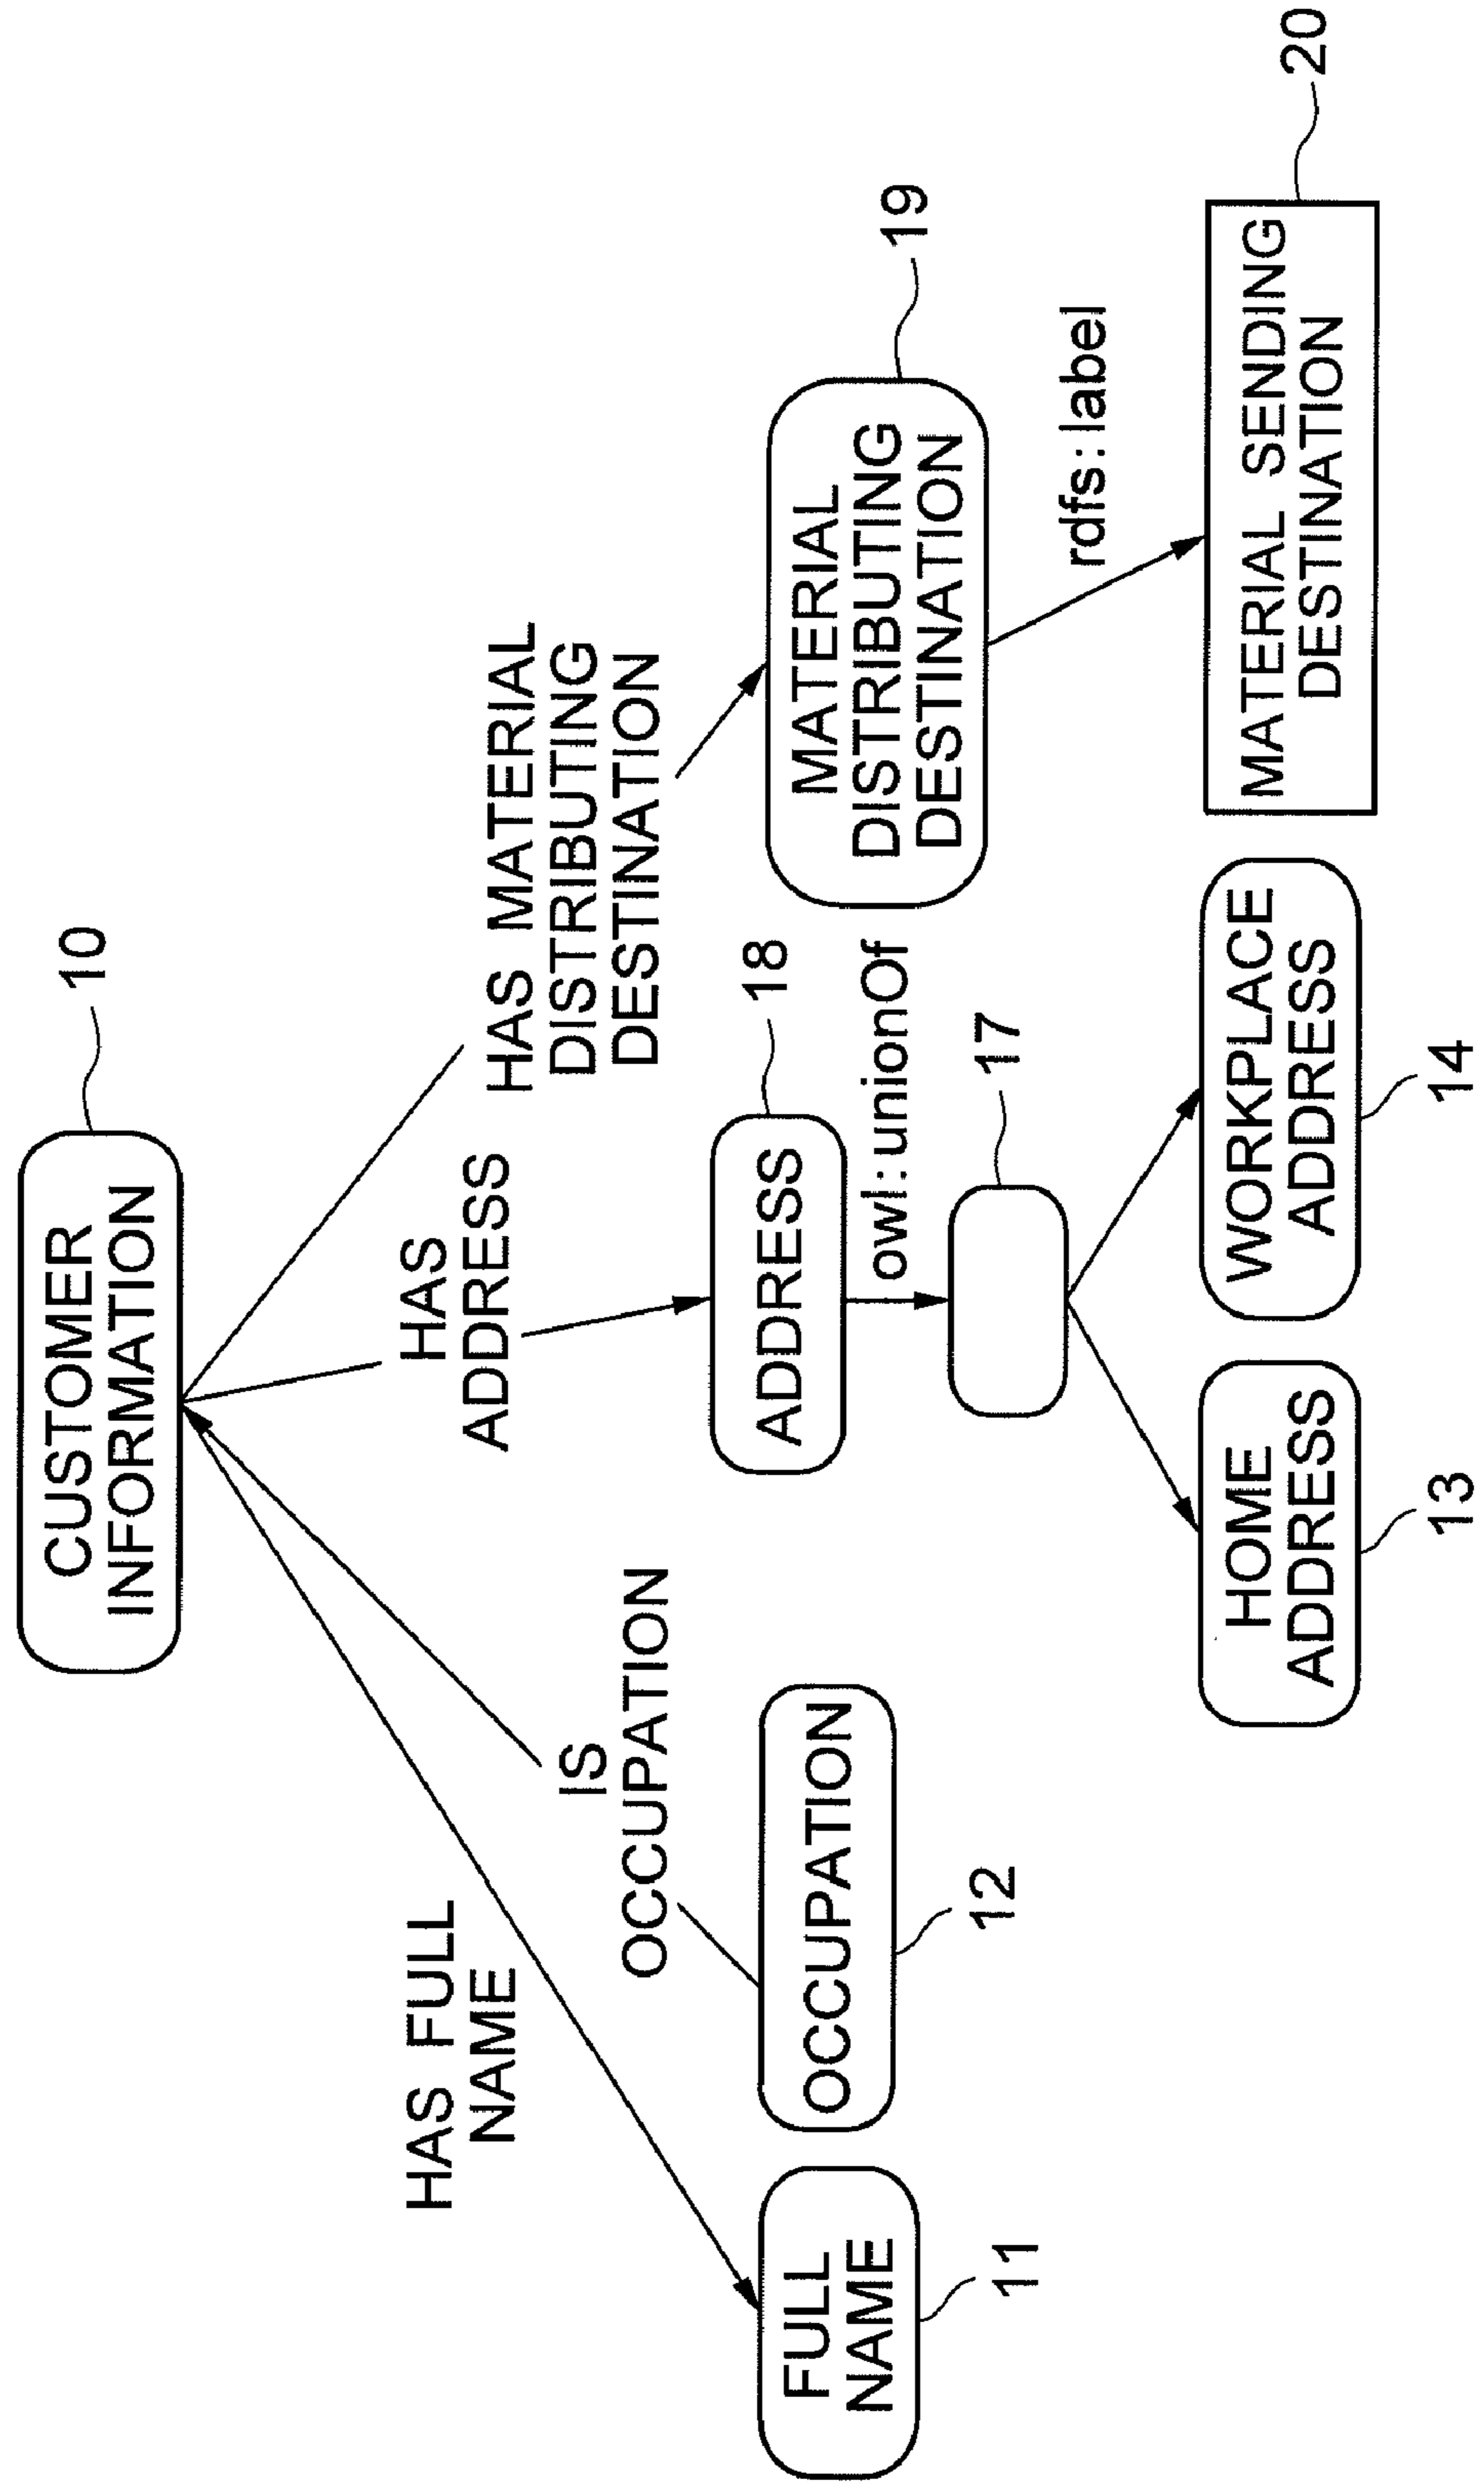 10
CUSTOMER
INFORMATION
HAS FULL
NAME
IS
OCCUPATION
HAS
ADDRESS
HAS MATERIAL
DISTRIBUTING
DESTINATION
FULL
NAME
11
OCCUPATION
12
ADDRESS
18
MATERIAL
DISTRIBUTING
DESTINATION
19
owl::unionOf
17
rdfs::label
HOME
ADDRESS
13
WORKPLACE
ADDRESS
14
MATERIAL SENDING
DESTINATION
20